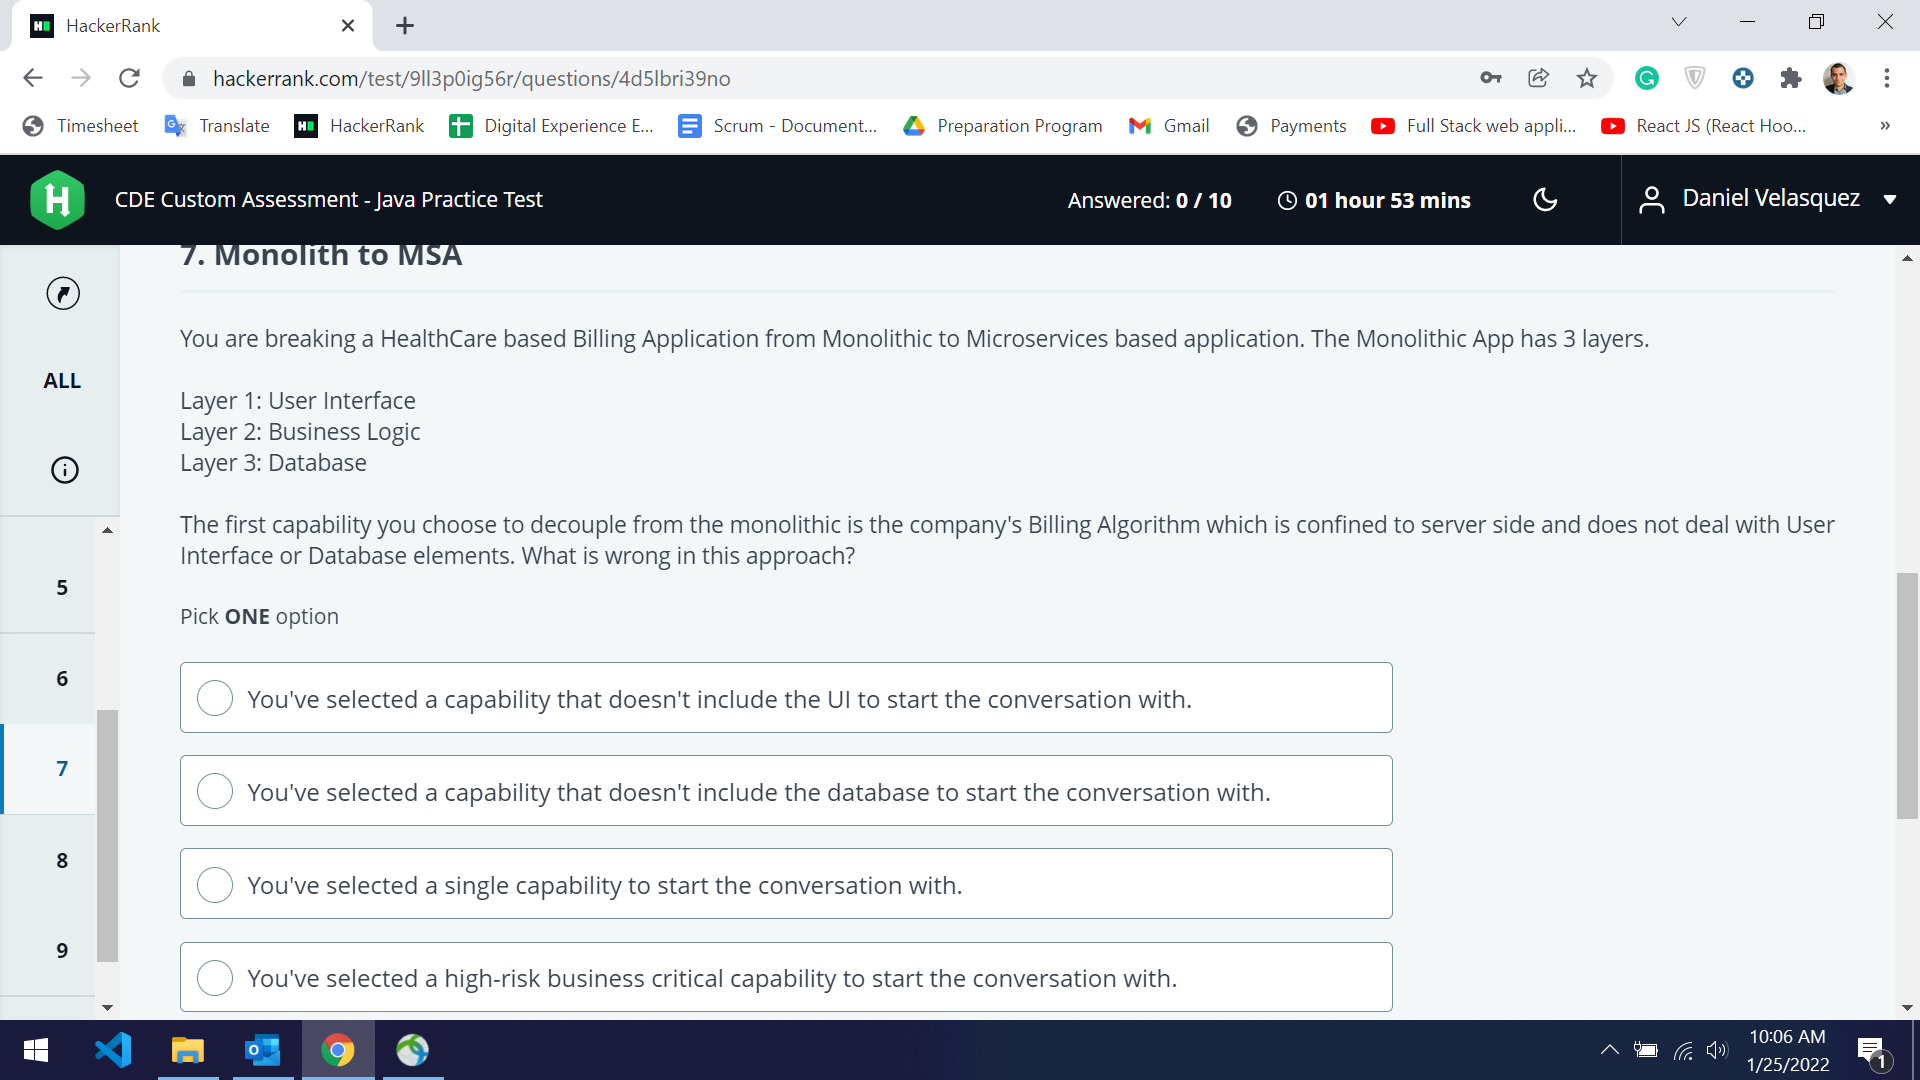 HackerRank
hackerrank.com/test/9ll3p0ig56r/questions/4d5lbri39no
Timesheet
Translate
HackerRank
Digital Experience E...
Scrum - Document...
Preparation Program
Gmail
Payments
Full Stack web appli...
React JS (React Hoo...
»
CDE Custom Assessment - Java Practice Test
Answered: 0 / 10
01 hour 53 mins
Daniel Velasquez
ALL
5
6
7
8
9
7. Monolith to MSA
You are breaking a HealthCare based Billing Application from Monolithic to Microservices based application. The Monolithic App has 3 layers.
Layer 1: User Interface
Layer 2: Business Logic
Layer 3: Database
The first capability you choose to decouple from the monolithic is the company's Billing Algorithm which is confined to server side and does not deal with User
Interface or Database elements. What is wrong in this approach?
Pick ONE option
You've selected a capability that doesn't include the UI to start the conversation with.
You've selected a capability that doesn't include the database to start the conversation with.
You've selected a single capability to start the conversation with.
You've selected a high-risk business critical capability to start the conversation with.
10:06 AM
1/25/2022
1